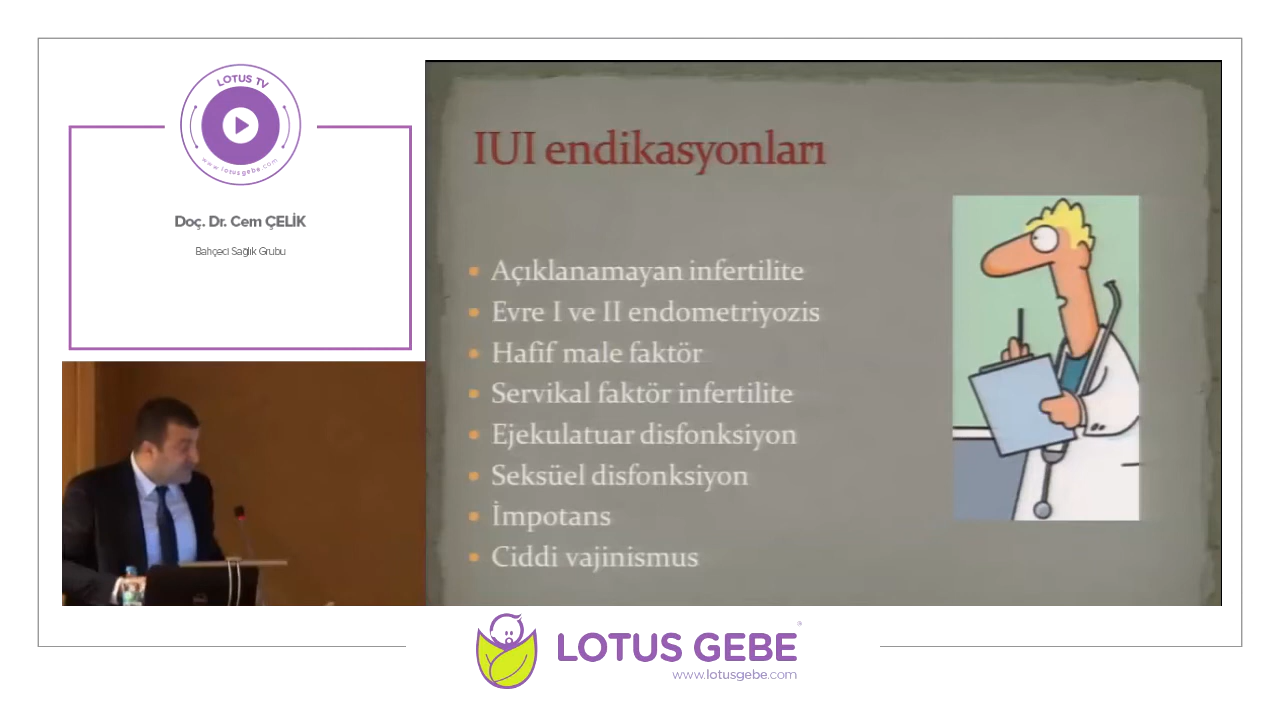 LOTUS TV
www.lotusgebe.com
Doç. Dr. Cem ÇELİK
Bahçeci Sağlık Grubu
IUI endikasyonları
• Açıklanamayan infertilite
• Evre I ve II endometriyozis
• Hafif male faktör
• Servikal faktör infertilite
• Ejekulatuar disfonksiyon
• Seksüel disfonksiyon
• İmpotans
• Ciddi vajinismus
LOTUS GEBE®
www.lotusgebe.com